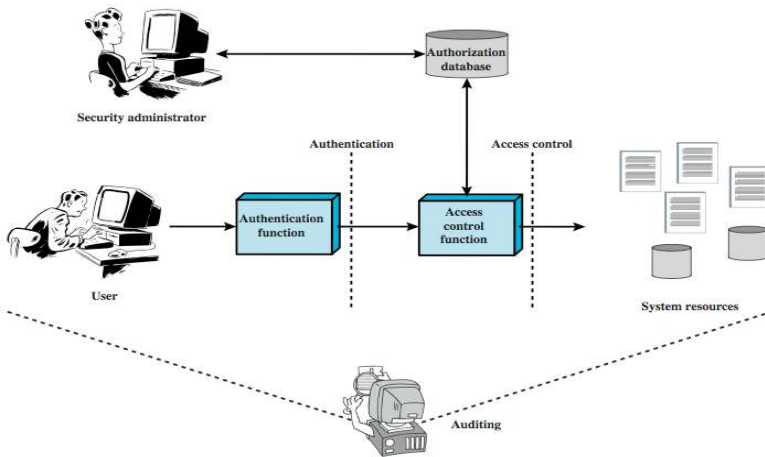 Authorization
database
Security administrator
Authentication
Access control
Authentication
function
Access
control
function
User
System resources
Auditing